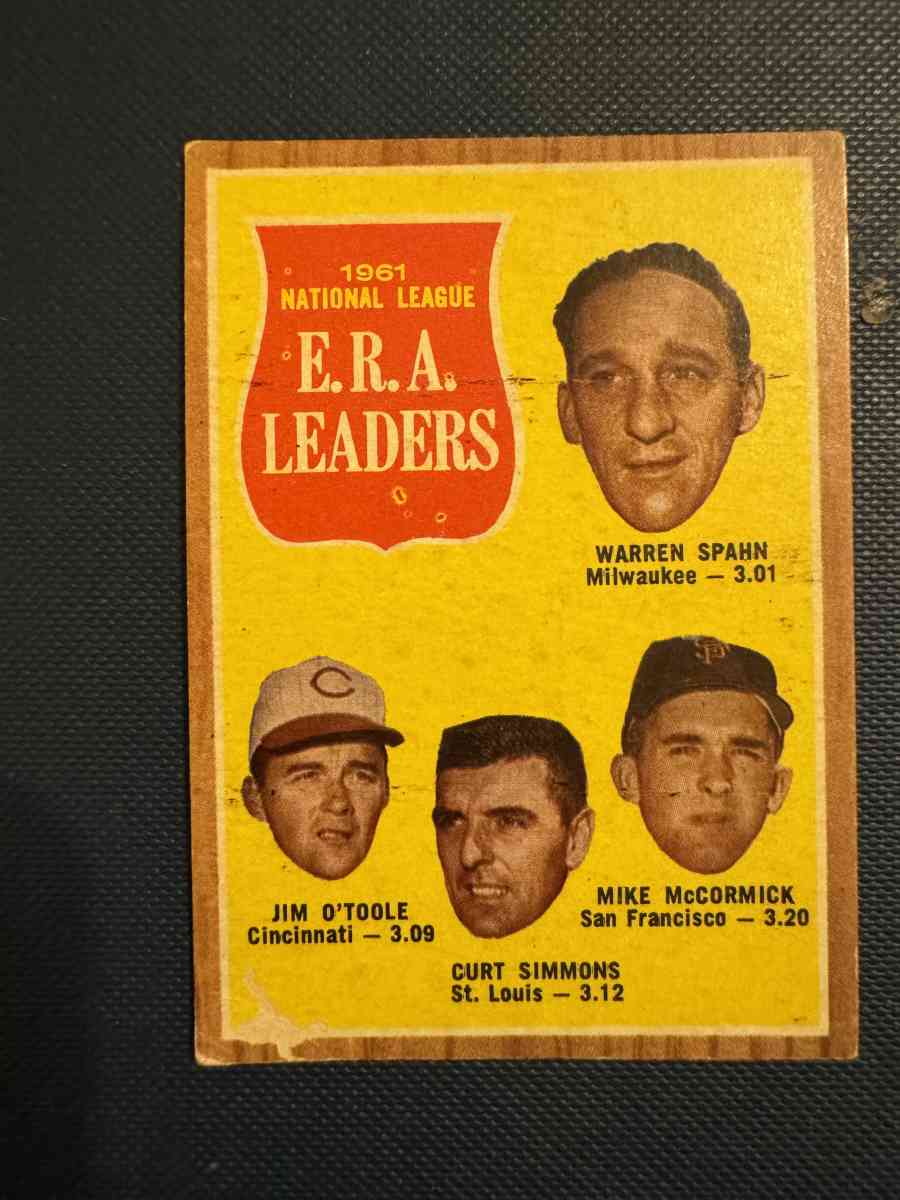 1961
NATIONAL LEAGUE
E.R.A.
LEADERS
WARREN SPAHN
Milwaukee — 3.01
C
SF
JIM O'TOOLE
Cincinnati — 3.09
MIKE McCORMICK
San Francisco — 3.20
CURT SIMMONS
St. Louis — 3.12